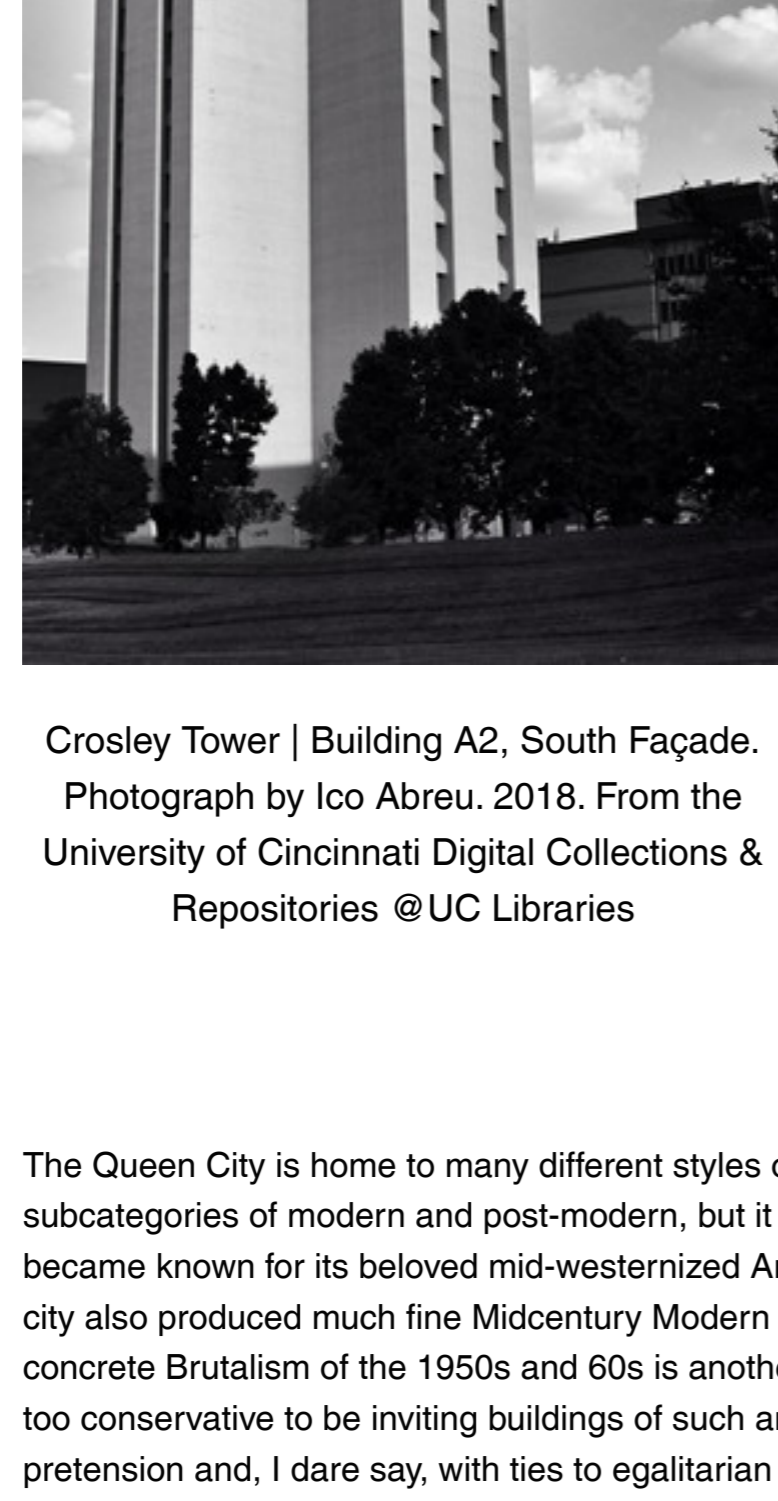 Crosley Tower | Building A2, South Façade.
Photograph by Ico Abreu. 2018. From the
University of Cincinnati Digital Collections &
Repositories @UC Libraries
The Queen City is home to many different styles
subcategories of modern and post-modern, but it
became known for its beloved mid-westernized
city also produced much fine Midcentury Modern
concrete Brutalism of the 1950s and 60s is
too conservative to be inviting buildings of such
pretension and, I dare say, with ties to egalitarian